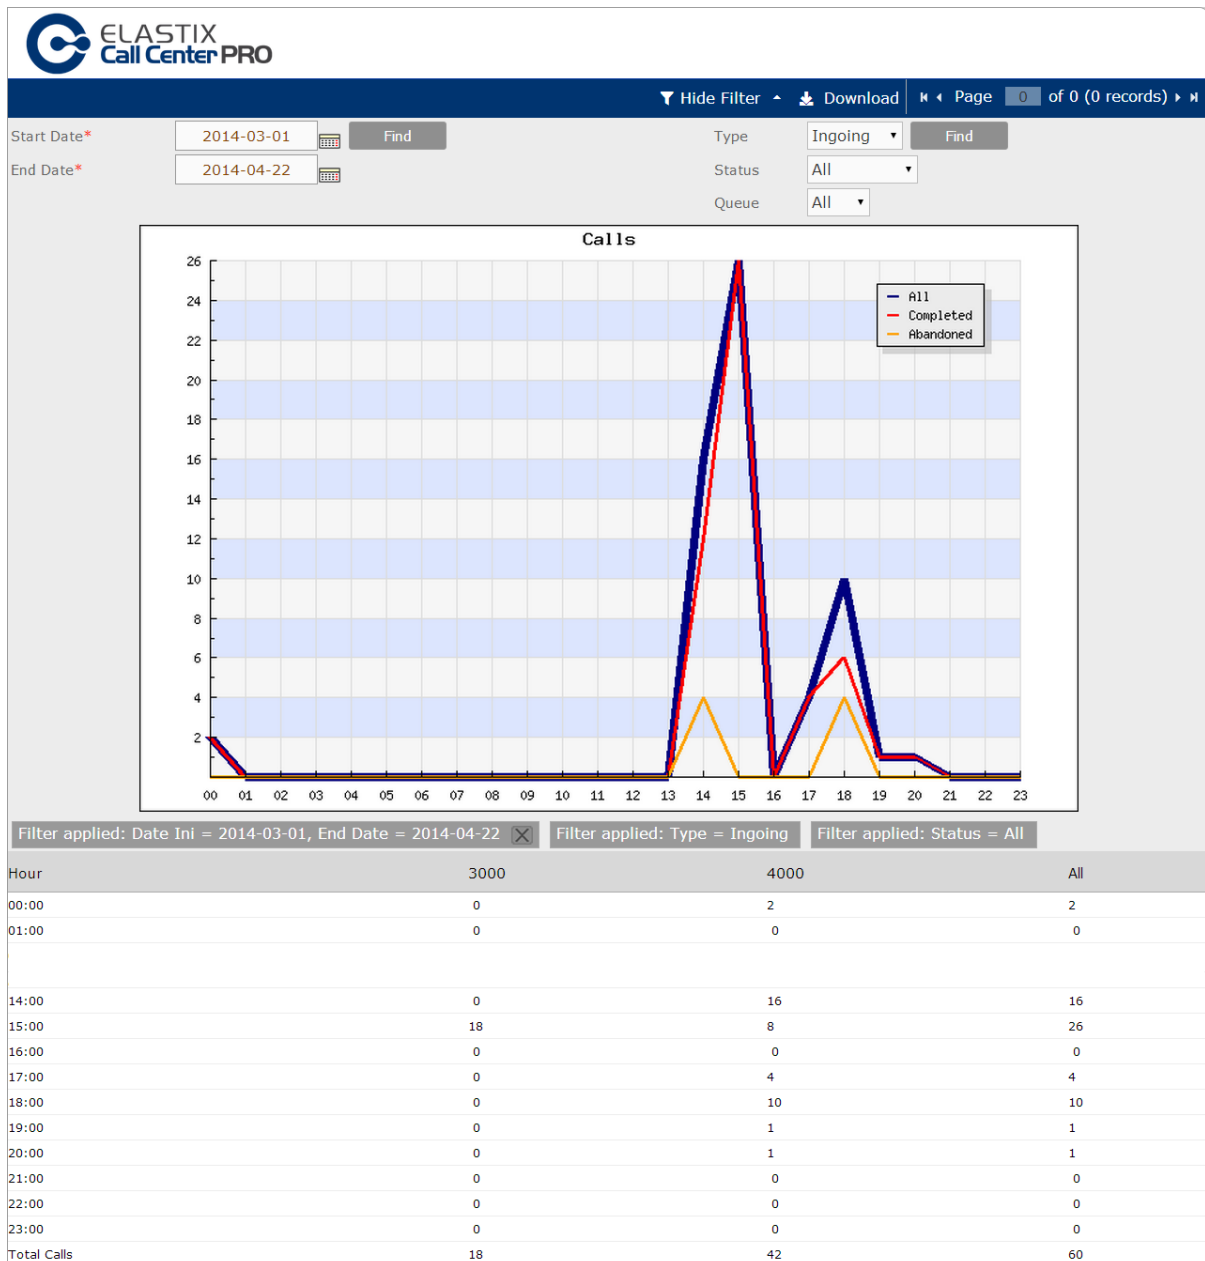 ELASTIX
Call Center PRO
Hide Filter Download Page 0 of 0 (0 records)
Start Date* 2014-03-01 Find Type Ingoing Find
End Date* 2014-04-22 Status All
Queue All
Calls
26
24
22
20
18
16
14
12
10
8
6
4
2
All
Completed
Abandoned
00 01 02 03 04 05 06 07 08 09 10 11 12 13 14 15 16 17 18 19 20 21 22 23
Filter applied: Date Ini = 2014-03-01, End Date = 2014-04-22 Filter applied: Type = Ingoing Filter applied: Status = All
Hour 3000 4000 All
00:00 0 2 2
01:00 0 0 0
14:00 0 16 16
15:00 18 8 26
16:00 0 0 0
17:00 0 4 4
18:00 0 10 10
19:00 0 1 1
20:00 0 1 1
21:00 0 0 0
22:00 0 0 0
23:00 0 0 0
Total Calls 18 42 60